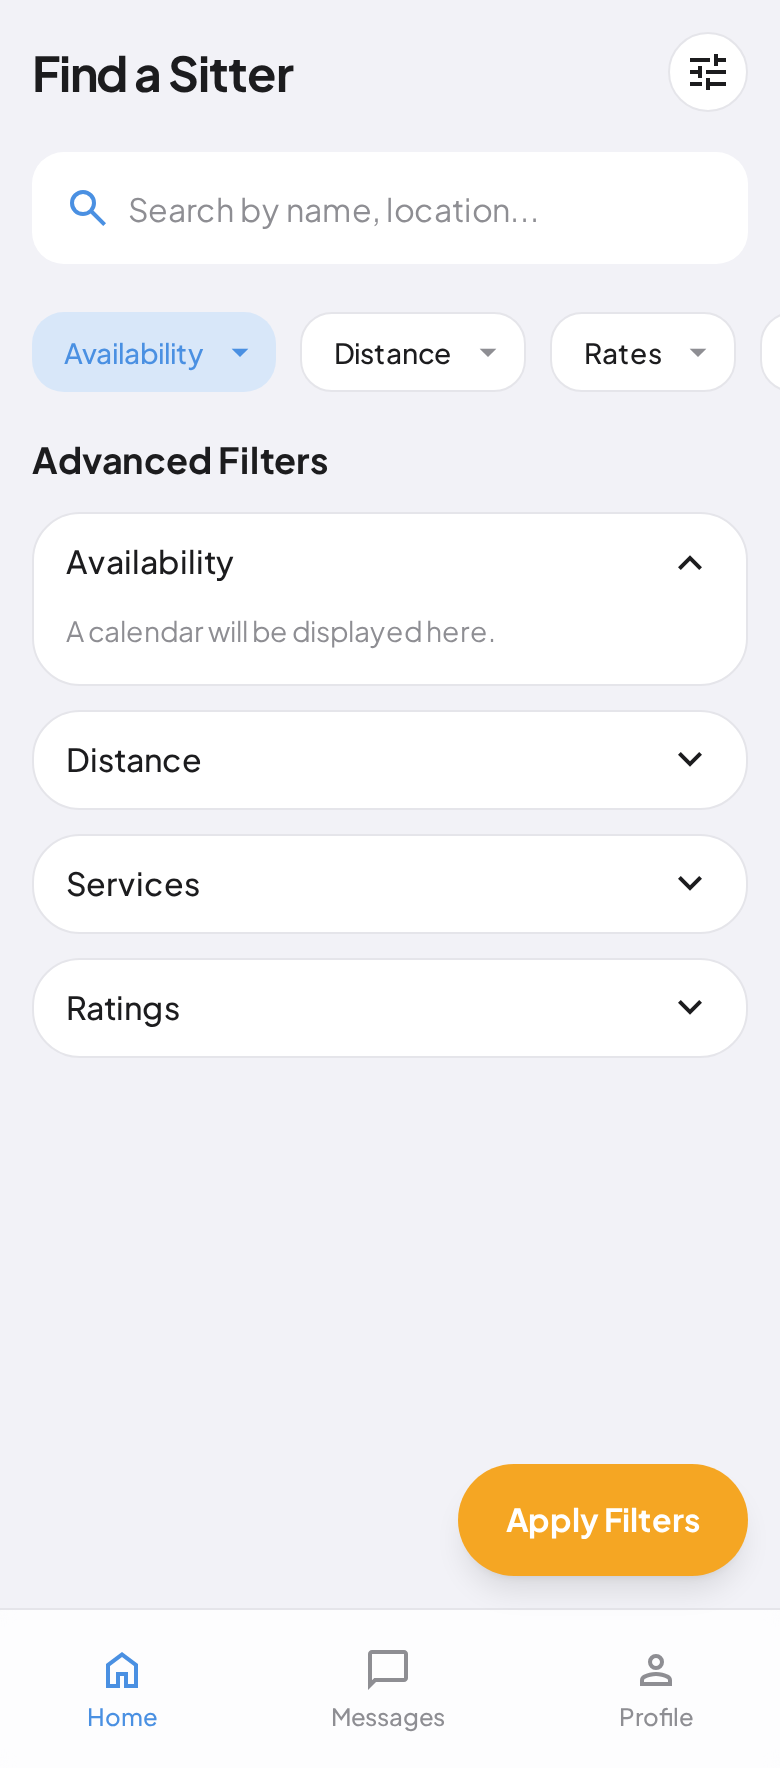 Find a Sitter
Search by name, location...
Availability
Distance
Rates
Advanced Filters
Availability
A calendar will be displayed here.
Distance
Services
Ratings
Apply Filters
Home
Messages
Profile